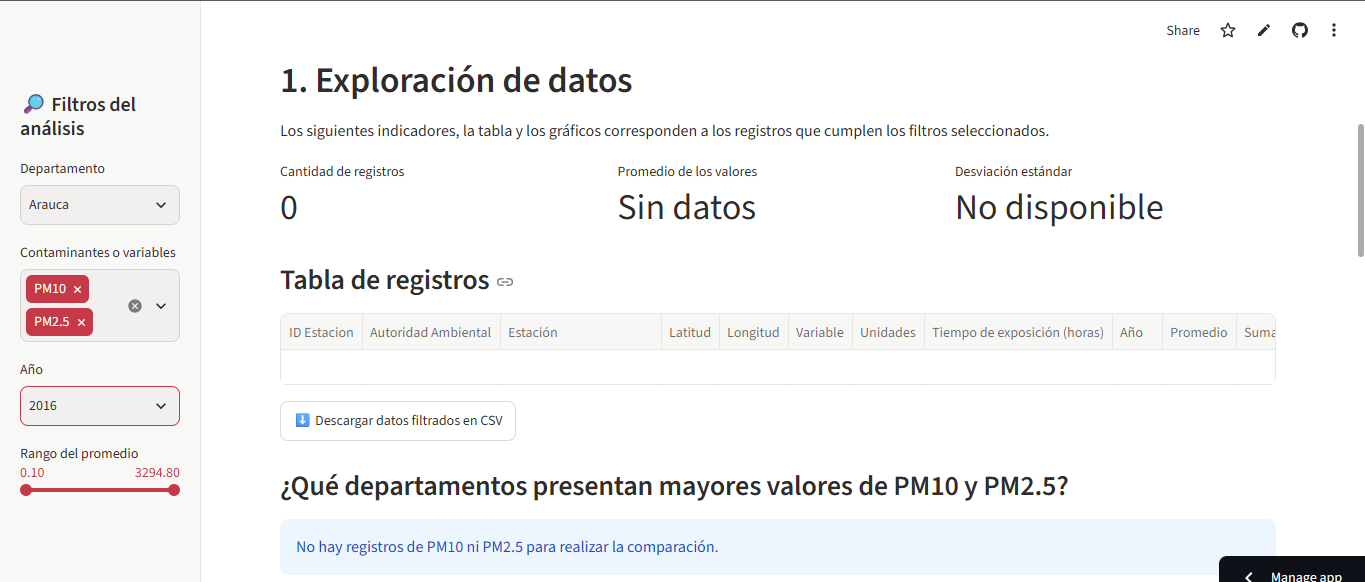 Share
🔎 Filtros del
análisis
Departamento
Arauca
Contaminantes o variables
PM10 ×
PM2.5 ×
Año
2016
Rango del promedio
0.10 3294.80
1. Exploración de datos
Los siguientes indicadores, la tabla y los gráficos corresponden a los registros que cumplen los filtros seleccionados.
Cantidad de registros Promedio de los valores Desviación estándar
0 Sin datos No disponible
Tabla de registros
ID Estacion Autoridad Ambiental Estación Latitud Longitud Variable Unidades Tiempo de exposición (horas) Año Promedio Suma
Descargar datos filtrados en CSV
¿Qué departamentos presentan mayores valores de PM10 y PM2.5?
No hay registros de PM10 ni PM2.5 para realizar la comparación.
Manage app